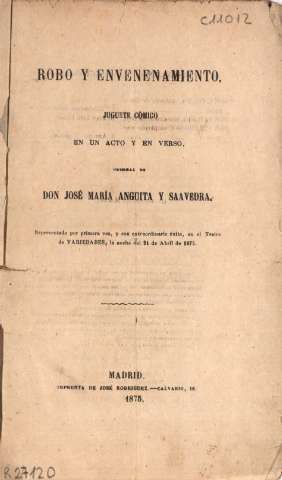 C11012
ROBO Y ENVENENAMIENTO,
JUGUETE CÓMICO
EN UN ACTO Y EN VERSO,
ORIGINAL DE
DON JOSÉ MARÍA ANGUITA Y SAAVEDRA.
Representado por primera vez, y con extraordinario éxito, en el Teatro
de VARIEDADES, la noche del 21 de Abril de 1875.
MADRID.
IMPRENTA DE JOSÉ RODRIGUEZ.—CALVARIO, 18.
1875.
R.27120